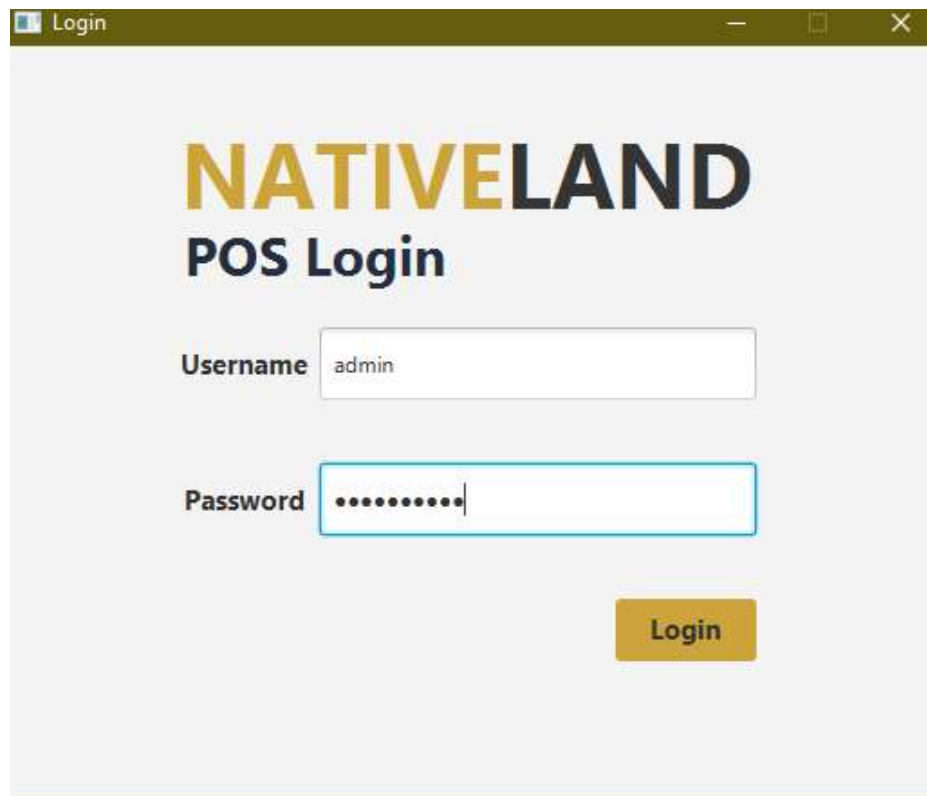 Login
NATIVELAND
POS Login
Username admin
Password ••••••••••
Login